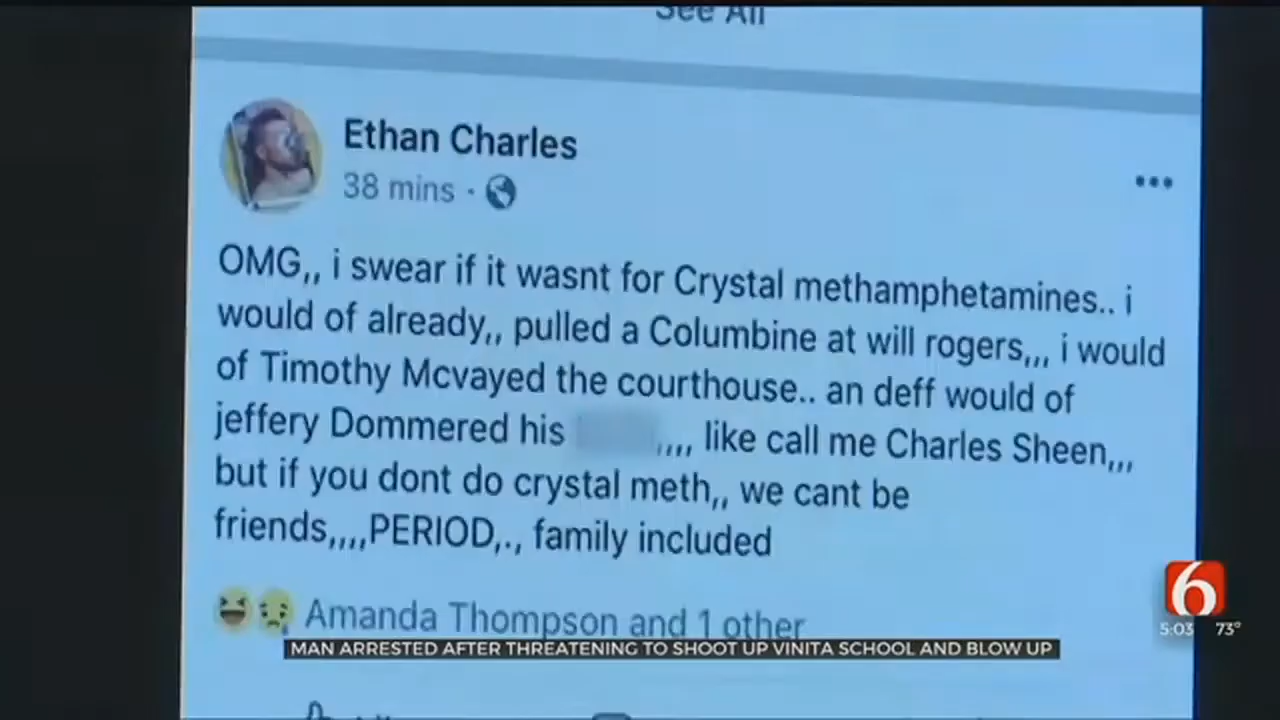 See All
Ethan Charles
38 mins ·
OMG,, i swear if it wasnt for Crystal methamphetamines.. i
would of already,, pulled a Columbine at will rogers,,, i would
of Timothy Mcvayed the courthouse.. an deff would of
jeffery Dommered his ,,,, like call me Charles Sheen,,,
but if you dont do crystal meth,, we cant be
friends,,,,PERIOD,., family included
Amanda Thompson and 1 other
MAN ARRESTED AFTER THREATENING TO SHOOT UP VINITA SCHOOL AND BLOW UP
6
5:03 73°